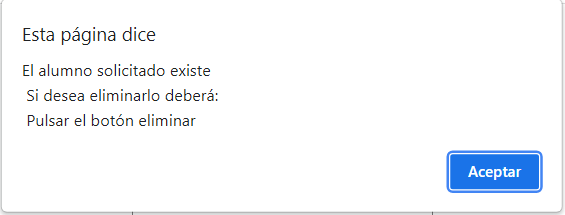 Esta página dice
El alumno solicitado existe
Si desea eliminarlo deberá:
Pulsar el botón eliminar
Aceptar